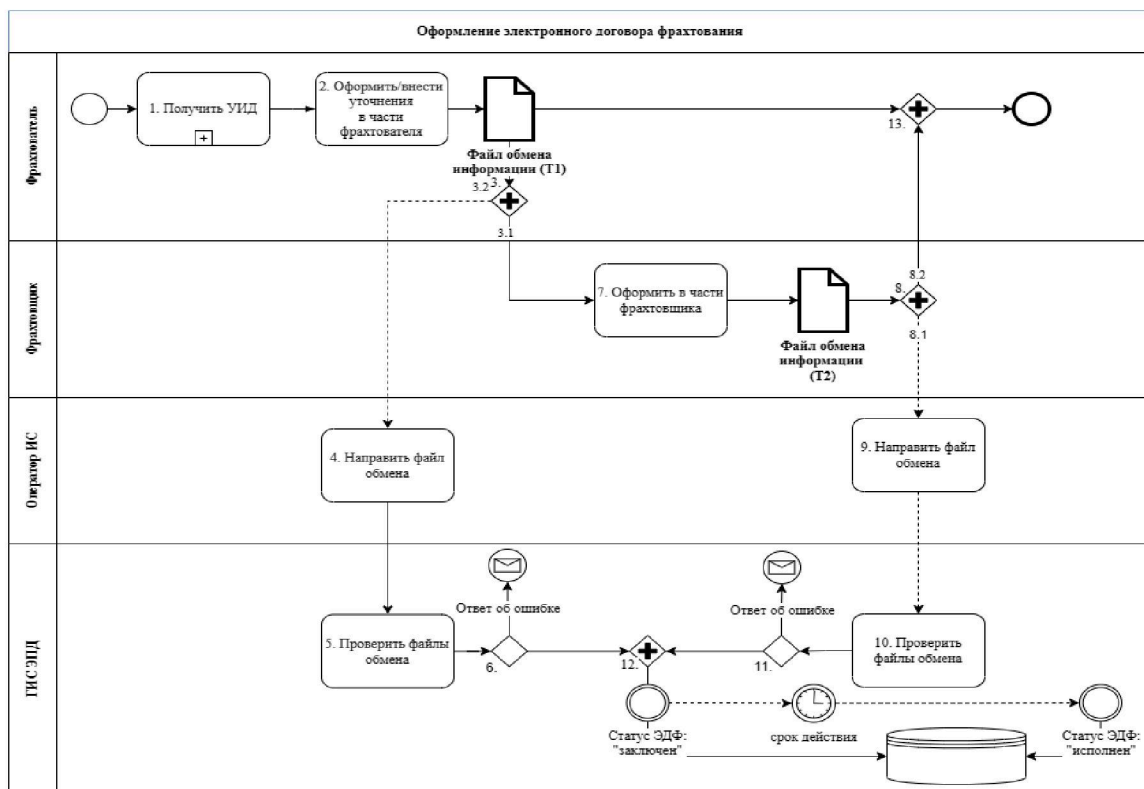 Оформление электронного договора фрахтования
Фрахтователь
1. Получить УИД
2. Оформить/внести
уточнения
в части
фрахтователя
Файл обмена
информации (Т1)
3.
3.2
3.1
13.
Фрахтовщик
7. Оформить в части
фрахтовщика
Файл обмена
информации
(Т2)
8.2
8.
8.1
Оператор ИС
4. Направить файл
обмена
9. Направить файл
обмена
ГИС ЭПД
Ответ об ошибке
Ответ об ошибке
5. Проверить файлы
обмена
6.
12.
11.
10. Проверить
файлы обмена
Статус ЭДФ:
"заключен"
срок действия
Статус ЭДФ:
"исполнен"